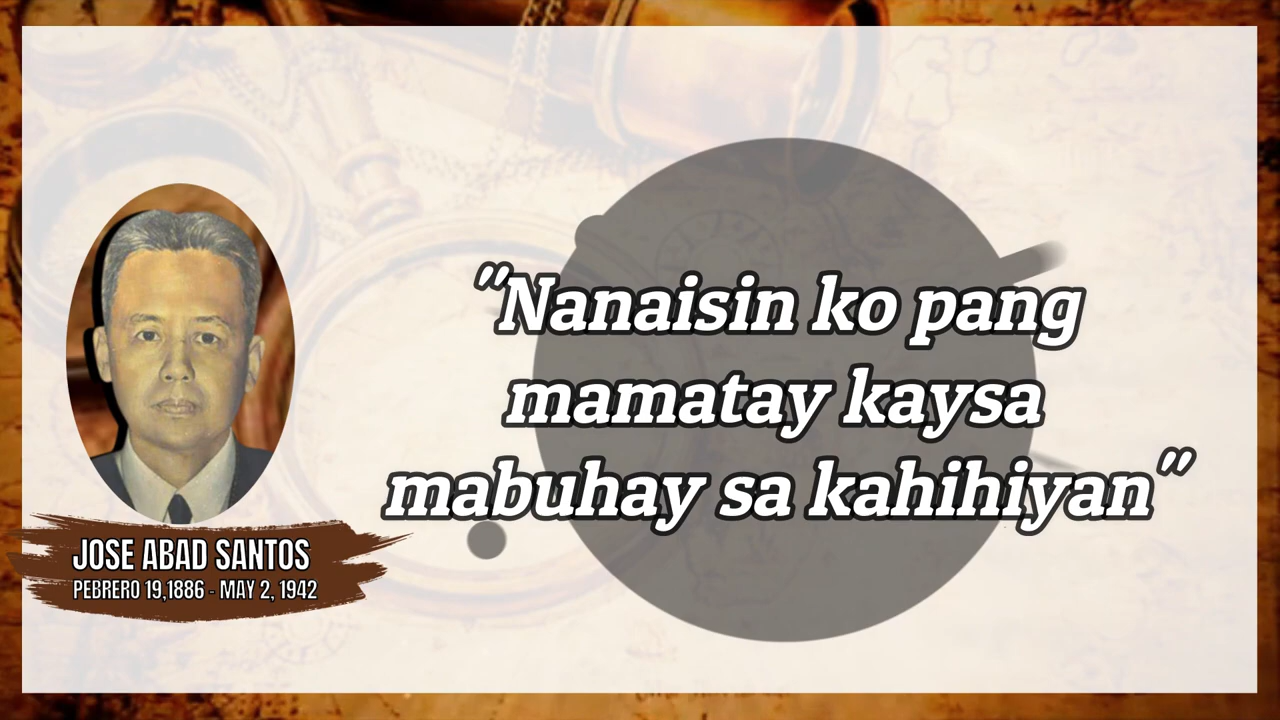 "Nanaisin ko pang
mamatay kaysa
mabuhay sa kahihiyan"
JOSE ABAD SANTOS
PEBRERO 19,1886 - MAY 2, 1942